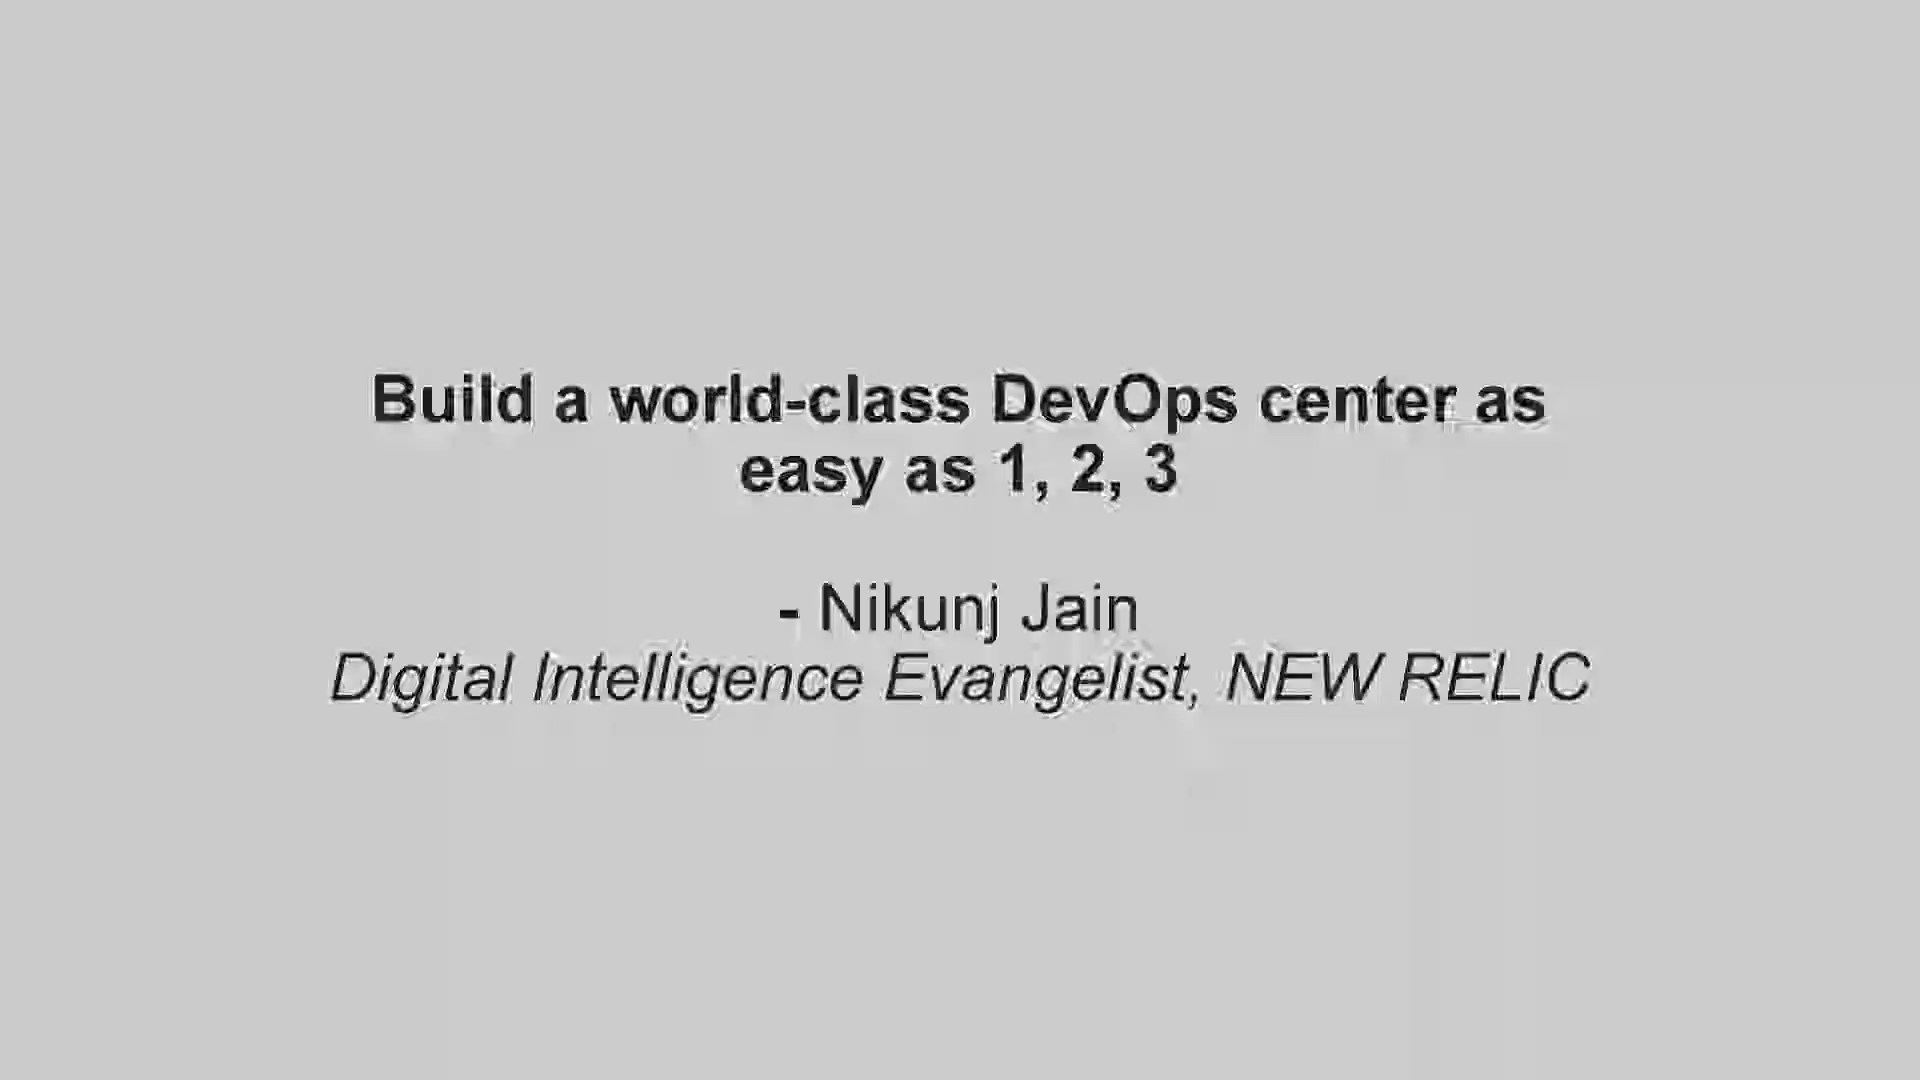 Build a world-class DevOps center as
easy as 1, 2, 3
- Nikunj Jain
Digital Intelligence Evangelist, NEW RELIC